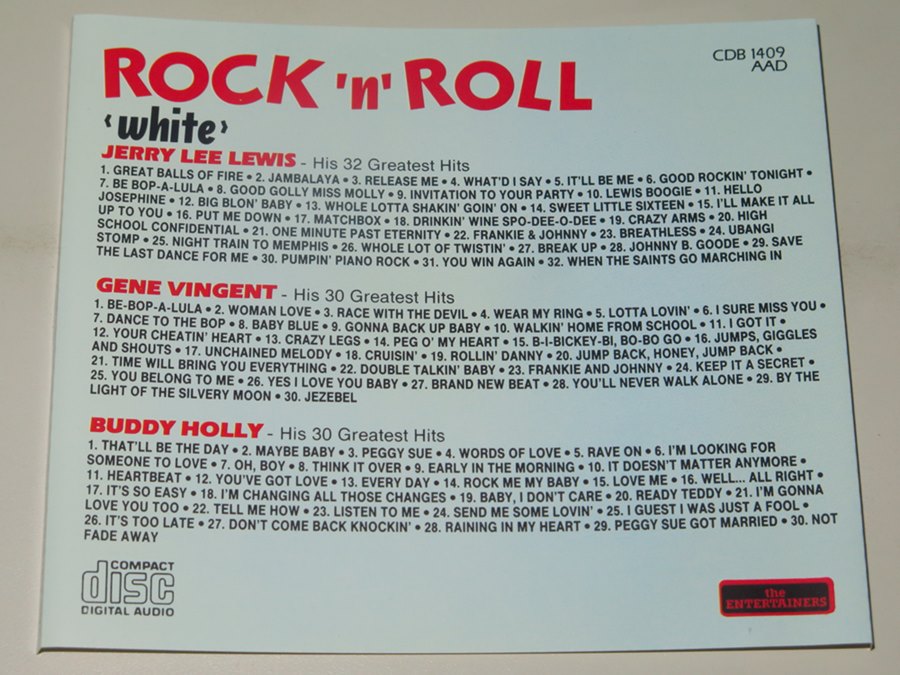 ROCK 'n' ROLL
CDB 1409
AAD
‹white›
JERRY LEE LEWIS - His 32 Greatest Hits
1. GREAT BALLS OF FIRE • 2. JAMBALAYA • 3. RELEASE ME • 4. WHAT'D I SAY • 5. IT'LL BE ME • 6. GOOD ROCKIN' TONIGHT •
7. BE BOP-A-LULA • 8. GOOD GOLLY MISS MOLLY • 9. INVITATION TO YOUR PARTY • 10. LEWIS BOOGIE • 11. HELLO
JOSEPHINE • 12. BIG BLON' BABY • 13. WHOLE LOTTA SHAKIN' GOIN' ON • 14. SWEET LITTLE SIXTEEN • 15. I'LL MAKE IT ALL
UP TO YOU • 16. PUT ME DOWN • 17. MATCHBOX • 18. DRINKIN' WINE SPO-DEE-O-DEE • 19. CRAZY ARMS • 20. HIGH
SCHOOL CONFIDENTIAL • 21. ONE MINUTE PAST ETERNITY • 22. FRANKIE & JOHNNY • 23. BREATHLESS • 24. UBANGI
STOMP • 25. NIGHT TRAIN TO MEMPHIS • 26. WHOLE LOT OF TWISTIN' • 27. BREAK UP • 28. JOHNNY B. GOODE • 29. SAVE
THE LAST DANCE FOR ME • 30. PUMPIN' PIANO ROCK • 31. YOU WIN AGAIN • 32. WHEN THE SAINTS GO MARCHING IN
GENE VINGENT - His 30 Greatest Hits
1. BE-BOP-A-LULA • 2. WOMAN LOVE • 3. RACE WITH THE DEVIL • 4. WEAR MY RING • 5. LOTTA LOVIN' • 6. I SURE MISS YOU •
7. DANCE TO THE BOP • 8. BABY BLUE • 9. GONNA BACK UP BABY • 10. WALKIN' HOME FROM SCHOOL • 11. I GOT IT •
12. YOUR CHEATIN' HEART • 13. CRAZY LEGS • 14. PEG O' MY HEART • 15. B-I-BICKEY-BI, BO-BO GO • 16. JUMPS, GIGGLES
AND SHOUTS • 17. UNCHAINED MELODY • 18. CRUISIN' • 19. ROLLIN' DANNY • 20. JUMP BACK, HONEY, JUMP BACK •
21. TIME WILL BRING YOU EVERYTHING • 22. DOUBLE TALKIN' BABY • 23. FRANKIE AND JOHNNY • 24. KEEP IT A SECRET •
25. YOU BELONG TO ME • 26. YES I LOVE YOU BABY • 27. BRAND NEW BEAT • 28. YOU'LL NEVER WALK ALONE • 29. BY THE
LIGHT OF THE SILVERY MOON • 30. JEZEBEL
BUDDY HOLLY - His 30 Greatest Hits
1. THAT'LL BE THE DAY • 2. MAYBE BABY • 3. PEGGY SUE • 4. WORDS OF LOVE • 5. RAVE ON • 6. I'M LOOKING FOR
SOMEONE TO LOVE • 7. OH, BOY • 8. THINK IT OVER • 9. EARLY IN THE MORNING • 10. IT DOESN'T MATTER ANYMORE •
11. HEARTBEAT • 12. YOU'VE GOT LOVE • 13. EVERY DAY • 14. ROCK ME MY BABY • 15. LOVE ME • 16. WELL... ALL RIGHT •
17. IT'S SO EASY • 18. I'M CHANGING ALL THOSE CHANGES • 19. BABY, I DON'T CARE • 20. READY TEDDY • 21. I'M GONNA
LOVE YOU TOO • 22. TELL ME HOW • 23. LISTEN TO ME • 24. SEND ME SOME LOVIN' • 25. I GUEST I WAS JUST A FOOL •
26. IT'S TOO LATE • 27. DON'T COME BACK KNOCKIN' • 28. RAINING IN MY HEART • 29. PEGGY SUE GOT MARRIED • 30. NOT
FADE AWAY
COMPACT
disc
DIGITAL AUDIO
the
ENTERTAINERS